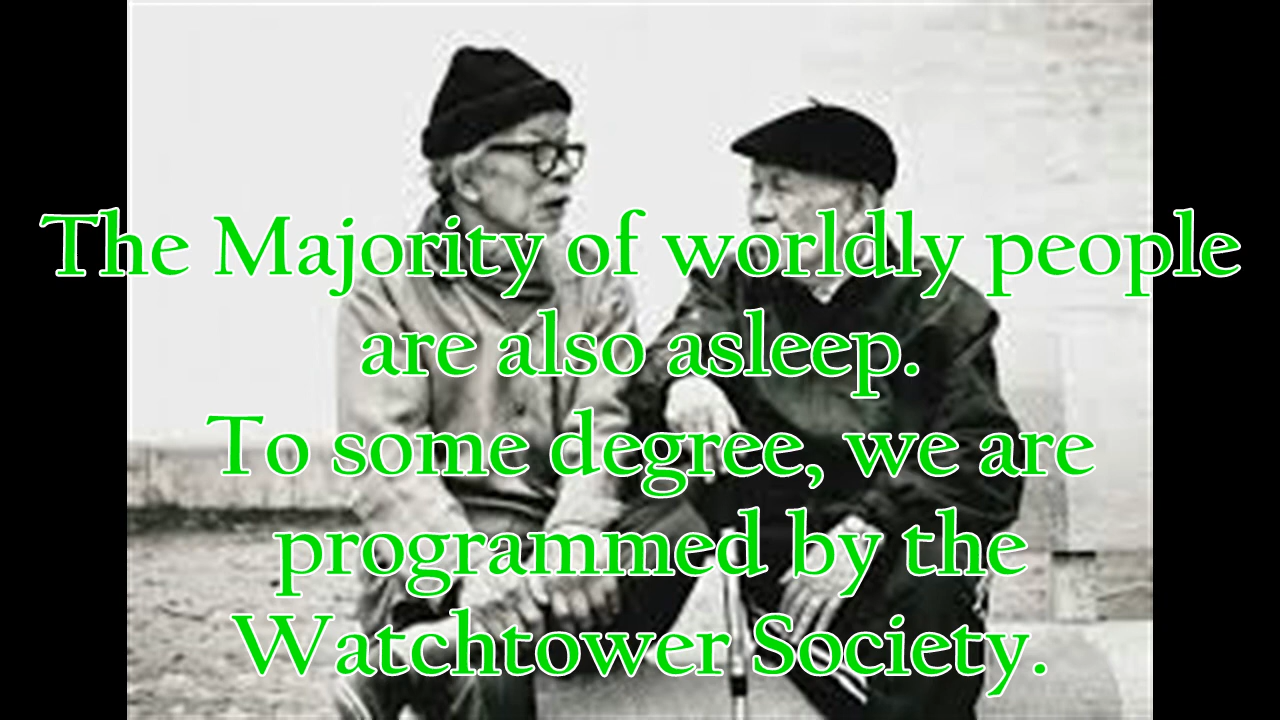 The Majority of worldly people
are also asleep.
To some degree, we are
programmed by the
Watchtower Society.